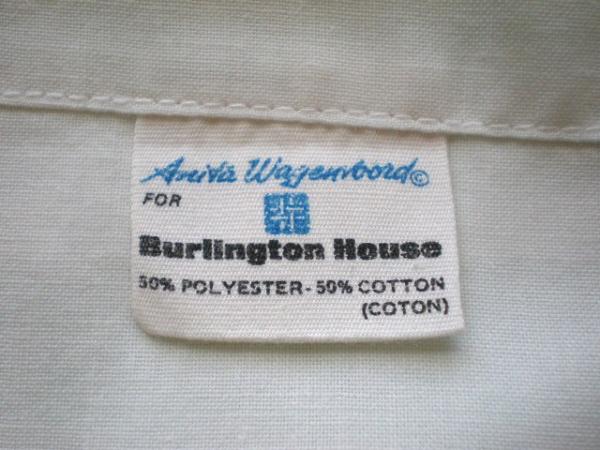 Anita Wagenvoord©
FOR
Burlington House
50% POLYESTER - 50% COTTON
(COTON)